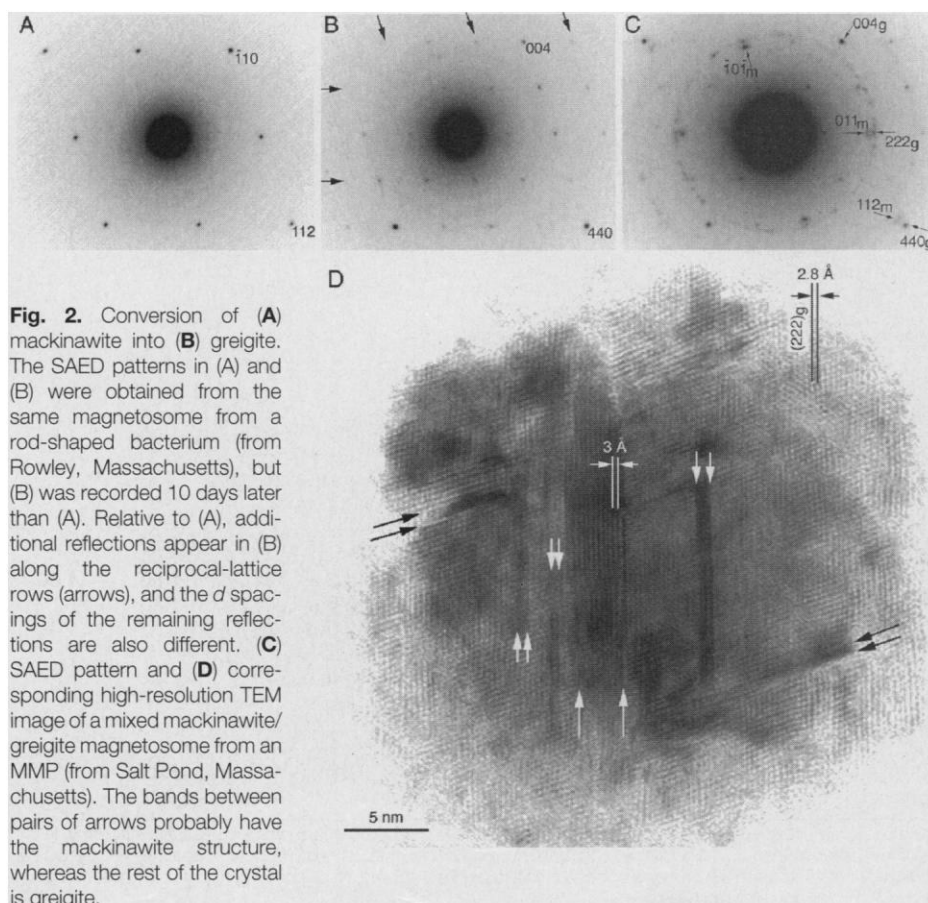 A
B
C
110
004
004g
1̄01̄m
011m
222g
112
440
112m
440g
D
2.8 Å
(222)g
3 Å
5 nm
Fig. 2. Conversion of (A)
mackinawite into (B) greigite.
The SAED patterns in (A) and
(B) were obtained from the
same magnetosome from a
rod-shaped bacterium (from
Rowley, Massachusetts), but
(B) was recorded 10 days later
than (A). Relative to (A), addi-
tional reflections appear in (B)
along the reciprocal-lattice
rows (arrows), and the d spac-
ings of the remaining reflec-
tions are also different. (C)
SAED pattern and (D) corre-
sponding high-resolution TEM
image of a mixed mackinawite/
greigite magnetosome from an
MMP (from Salt Pond, Massa-
chusetts). The bands between
pairs of arrows probably have
the mackinawite structure,
whereas the rest of the crystal
is greigite.